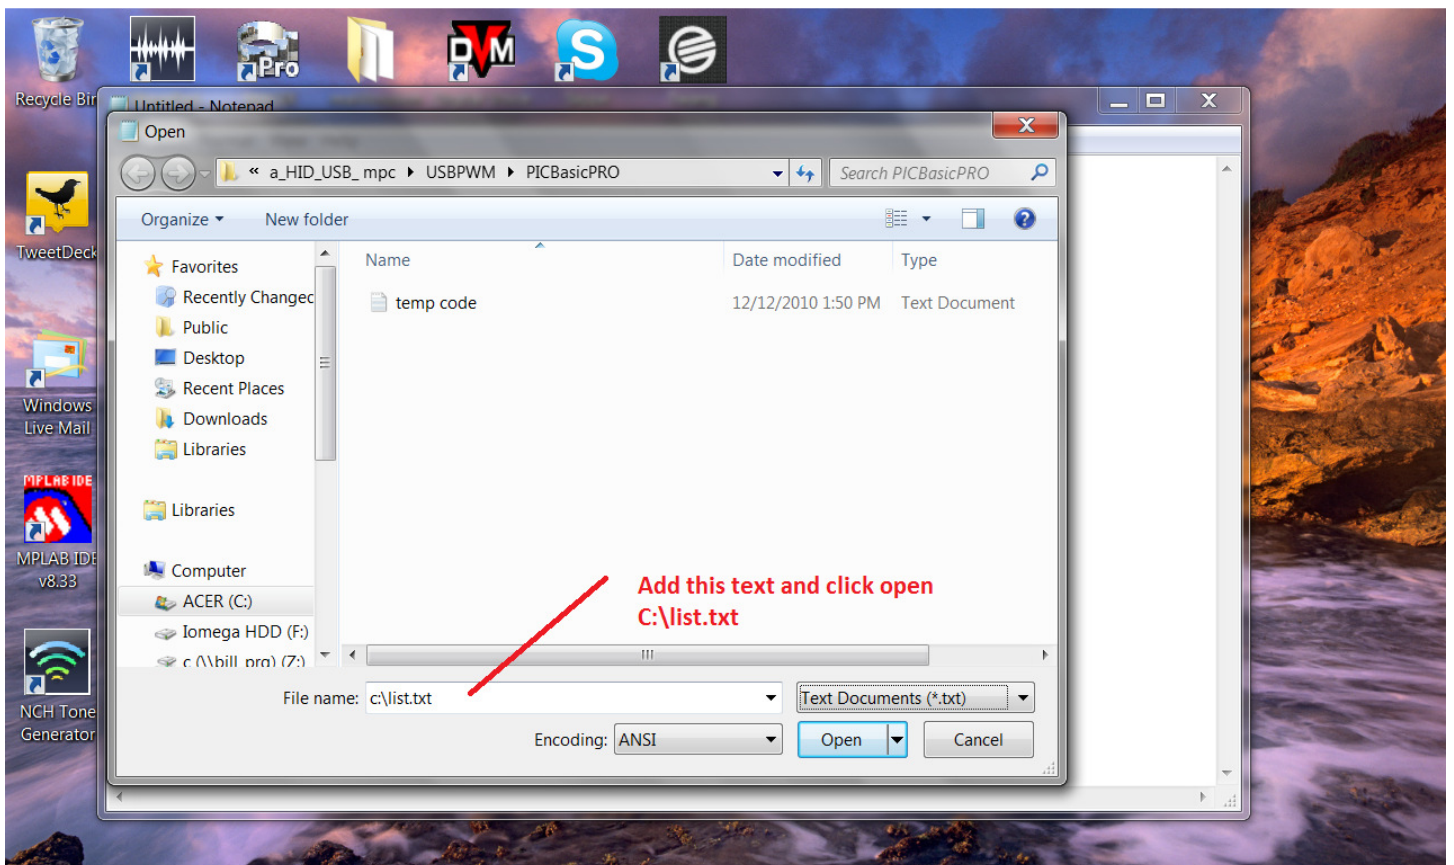 Pro
DVM
S
Recycle Bin
Untitled - Notepad
Open
« a_HID_USB_mpc USBPWM PICBasicPRO
Search PICBasicPRO
Organize New folder
Name Date modified Type
temp code 12/12/2010 1:50 PM Text Document
Favorites
Recently Changed
Public
Desktop
Recent Places
Downloads
Libraries
Libraries
Computer
ACER (C:)
Iomega HDD (F:)
c (\\bill_prg) (Z:)
TweetDeck
Windows
Live Mail
MPLAB IDE
MPLAB IDE
v8.33
NCH Tone
Generator
Add this text and click open
C:\list.txt
File name: c:\list.txt Text Documents (*.txt)
Encoding: ANSI Open Cancel